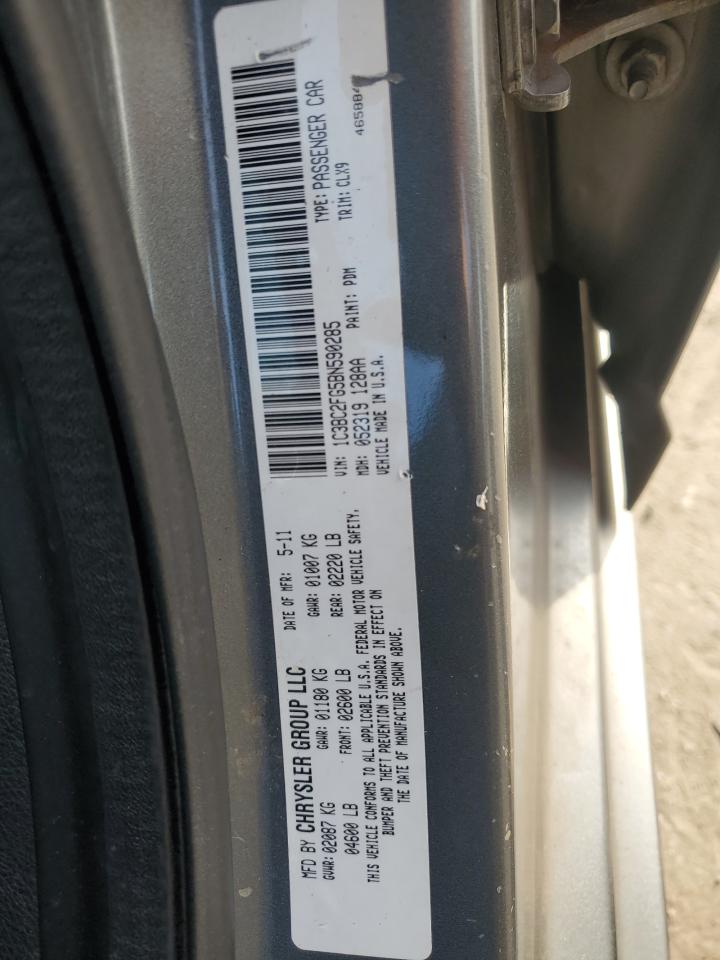 MFD BY CHRYSLER GROUP LLC DATE OF MFR: 5-11
GVWR: 02087 KG GAWR: 01180 KG GAWR: 01007 KG
04600 LB FRONT: 02600 LB REAR: 02220 LB
THIS VEHICLE CONFORMS TO ALL APPLICABLE U.S.A. FEDERAL MOTOR VEHICLE SAFETY,
BUMPER AND THEFT PREVENTION STANDARDS IN EFFECT ON
THE DATE OF MANUFACTURE SHOWN ABOVE.
VIN: 1C3BC2FG5BN590285 TYPE: PASSENGER CAR
MDH: 052319 128AA PAINT: PDM TRIM: CLX9
VEHICLE MADE IN U.S.A. 465884